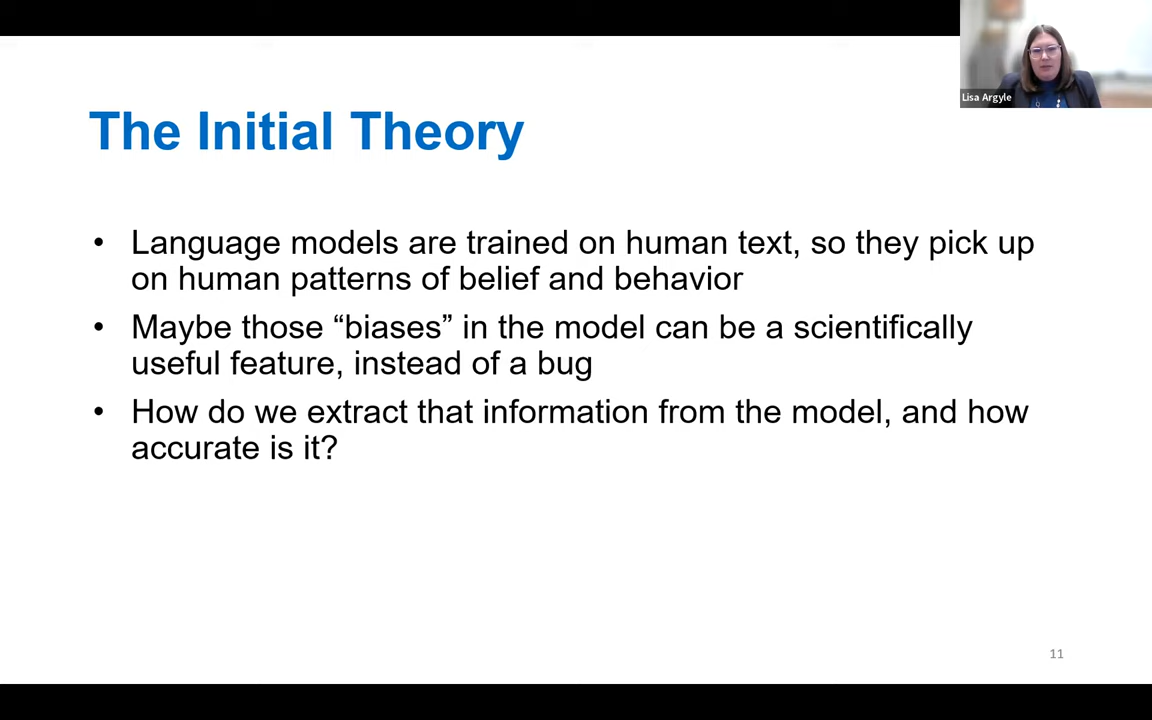 Lisa Argyle
The Initial Theory
• Language models are trained on human text, so they pick up
on human patterns of belief and behavior
• Maybe those “biases” in the model can be a scientifically
useful feature, instead of a bug
• How do we extract that information from the model, and how
accurate is it?
11